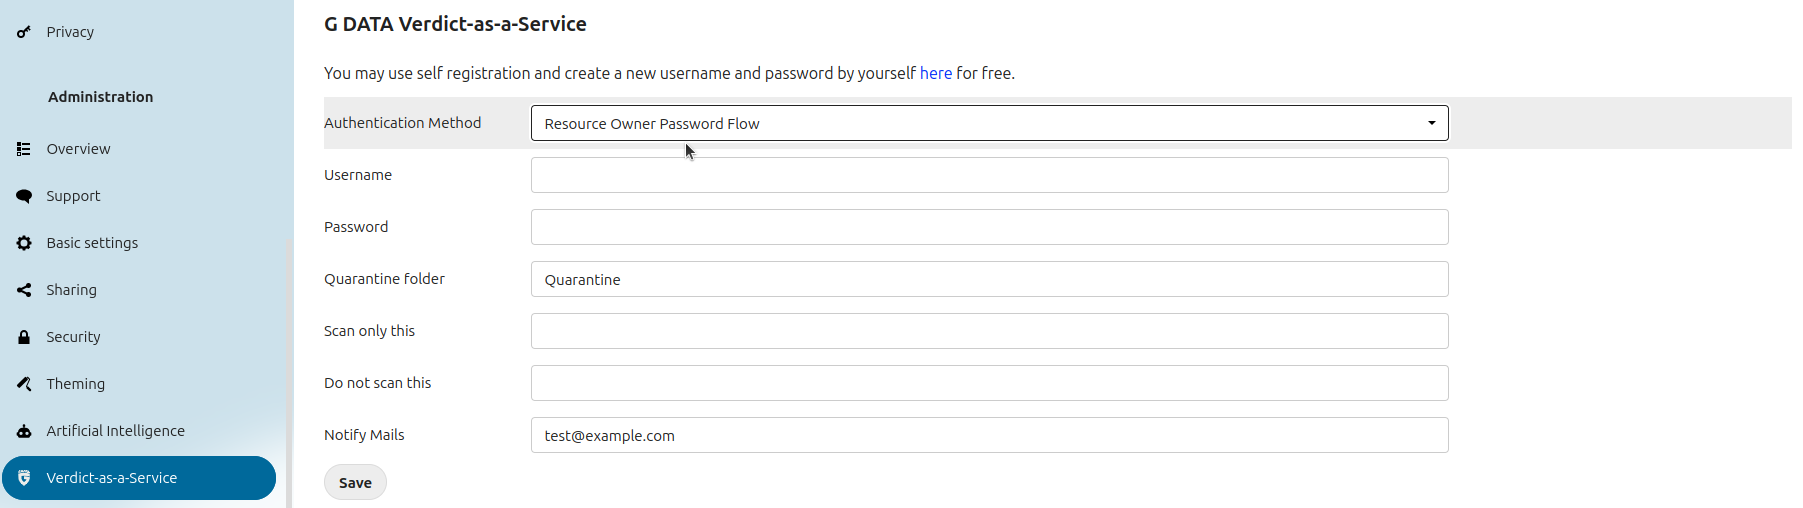 Privacy
Administration
Overview
Support
Basic settings
Sharing
Security
Theming
Artificial Intelligence
Verdict-as-a-Service
G DATA Verdict-as-a-Service
You may use self registration and create a new username and password by yourself here for free.
Authentication Method Resource Owner Password Flow
Username
Password
Quarantine folder Quarantine
Scan only this
Do not scan this
Notify Mails test@example.com
Save